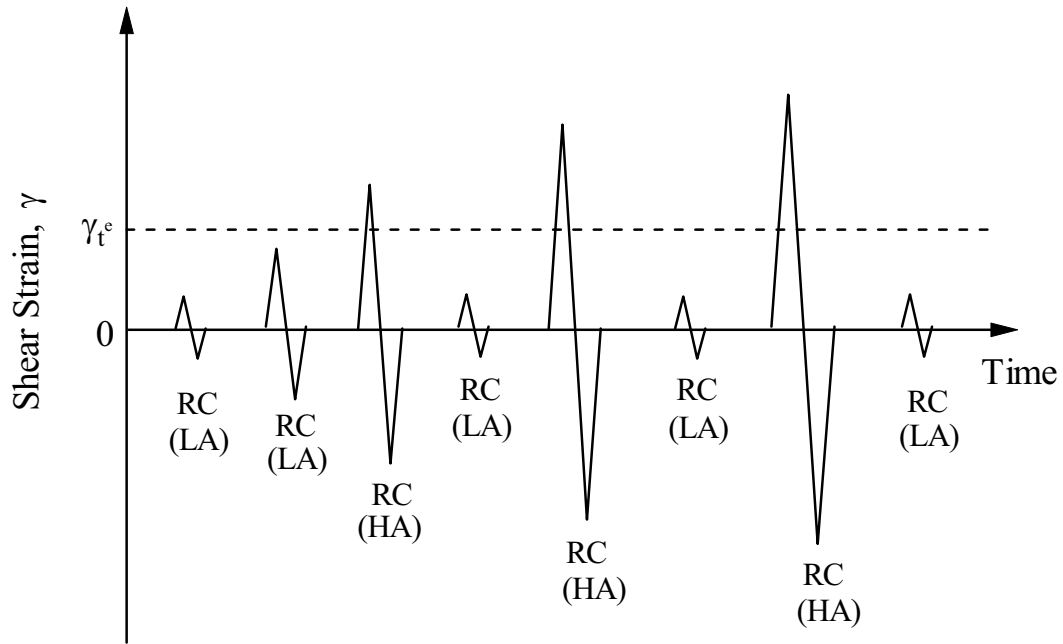 Shear Strain, γ
γtᵉ
0
Time
RC
(LA)
RC
(LA)
RC
(HA)
RC
(LA)
RC
(HA)
RC
(LA)
RC
(HA)
RC
(LA)